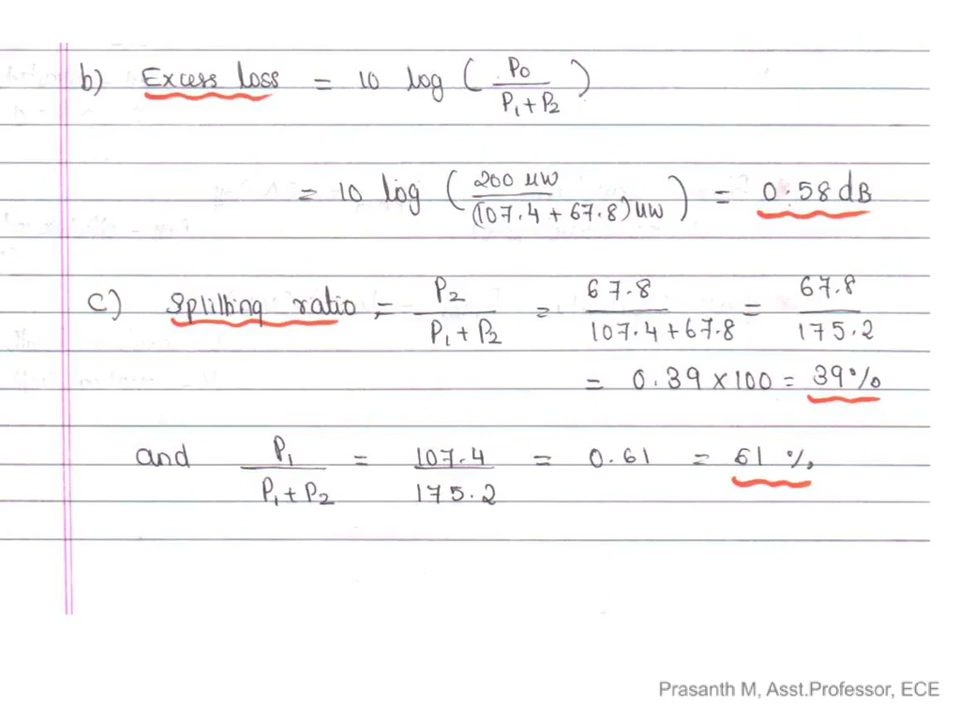 b) Excess loss = 10 log ( P0 / P1 + P2 )
= 10 log ( 200 μW / (107.4 + 67.8) μW ) = 0.58 dB
c) Splitting ratio = P2 / P1 + P2 = 67.8 / 107.4 + 67.8 = 67.8 / 175.2
= 0.39 × 100 = 39%
and P1 / P1 + P2 = 107.4 / 175.2 = 0.61 = 61 %
Prasanth M, Asst.Professor, ECE